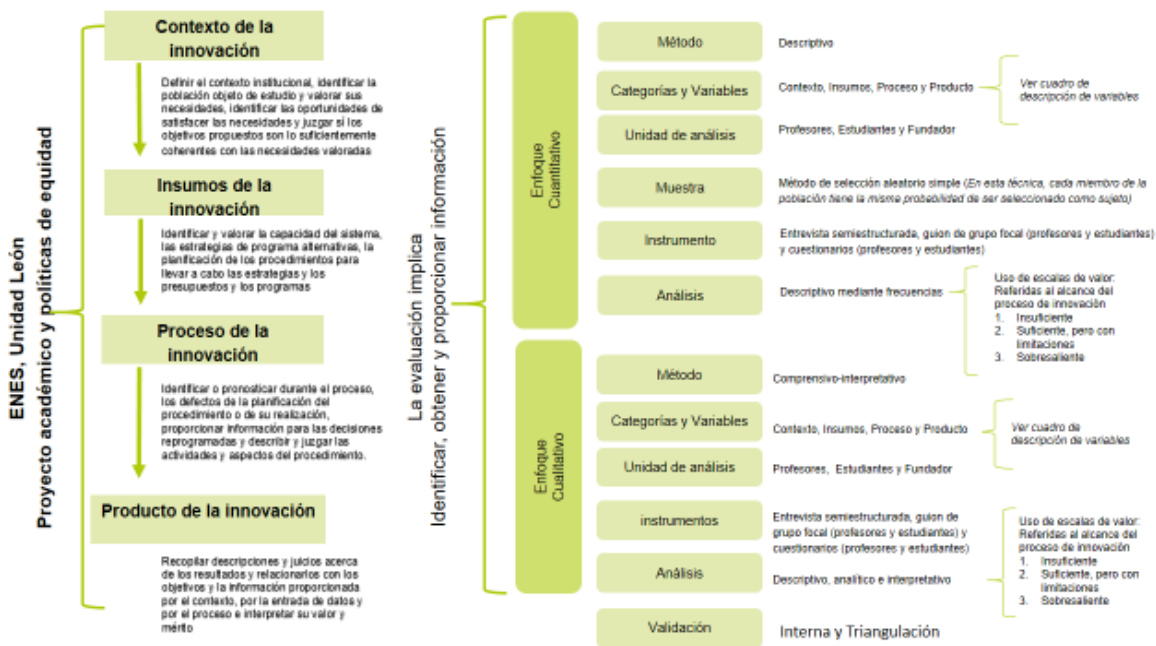 ENES, Unidad León
Proyecto académico y políticas de equidad
Contexto de la
innovación
Definir el contexto institucional, identificar la
población objeto de estudio y valorar sus
necesidades, identificar las oportunidades de
satisfacer las necesidades y juzgar si los
objetivos propuestos son lo suficientemente
coherentes con las necesidades valoradas
Insumos de la
innovación
Identificar y valorar la capacidad del sistema,
las estrategias de programa alternativas, la
planificación de los procedimientos para
llevar a cabo las estrategias y los
presupuestos y los programas
Proceso de la
innovación
Identificar o pronosticar durante el proceso,
los defectos de la planificación del
procedimiento o de su realización,
proporcionar información para las decisiones
reprogramadas y describir y juzgar las
actividades y aspectos del procedimiento.
Producto de la innovación
Recopilar descripciones y juicios acerca
de los resultados y relacionarlos con los
objetivos y la información proporcionada
por el contexto, por la entrada de datos y
por el proceso e interpretar su valor y
mérito
La evaluación implica
Identificar, obtener y proporcionar información
Enfoque
Cuantitativo
Método
Descriptivo
Categorías y Variables
Contexto, Insumos, Proceso y Producto
Ver cuadro de
descripción de variables
Unidad de análisis
Profesores, Estudiantes y Fundador
Muestra
Método de selección aleatorio simple (En esta técnica, cada miembro de la
población tiene la misma probabilidad de ser seleccionado como sujeto)
Instrumento
Entrevista semiestructurada, guion de grupo focal (profesores y estudiantes)
y cuestionarios (profesores y estudiantes)
Análisis
Descriptivo mediante frecuencias
Uso de escalas de valor:
Referidas al alcance del
proceso de innovación
1. Insuficiente
2. Suficiente, pero con
limitaciones
3. Sobresaliente
Enfoque
Cualitativo
Método
Comprensivo-interpretativo
Categorías y Variables
Contexto, Insumos, Proceso y Producto
Ver cuadro de
descripción de variables
Unidad de análisis
Profesores, Estudiantes y Fundador
instrumentos
Entrevista semiestructurada, guion de
grupo focal (profesores y estudiantes) y
cuestionarios (profesores y estudiantes)
Análisis
Descriptivo, analítico e interpretativo
Uso de escalas de valor:
Referidas al alcance del
proceso de innovación
1. Insuficiente
2. Suficiente, pero con
limitaciones
3. Sobresaliente
Validación
Interna y Triangulación